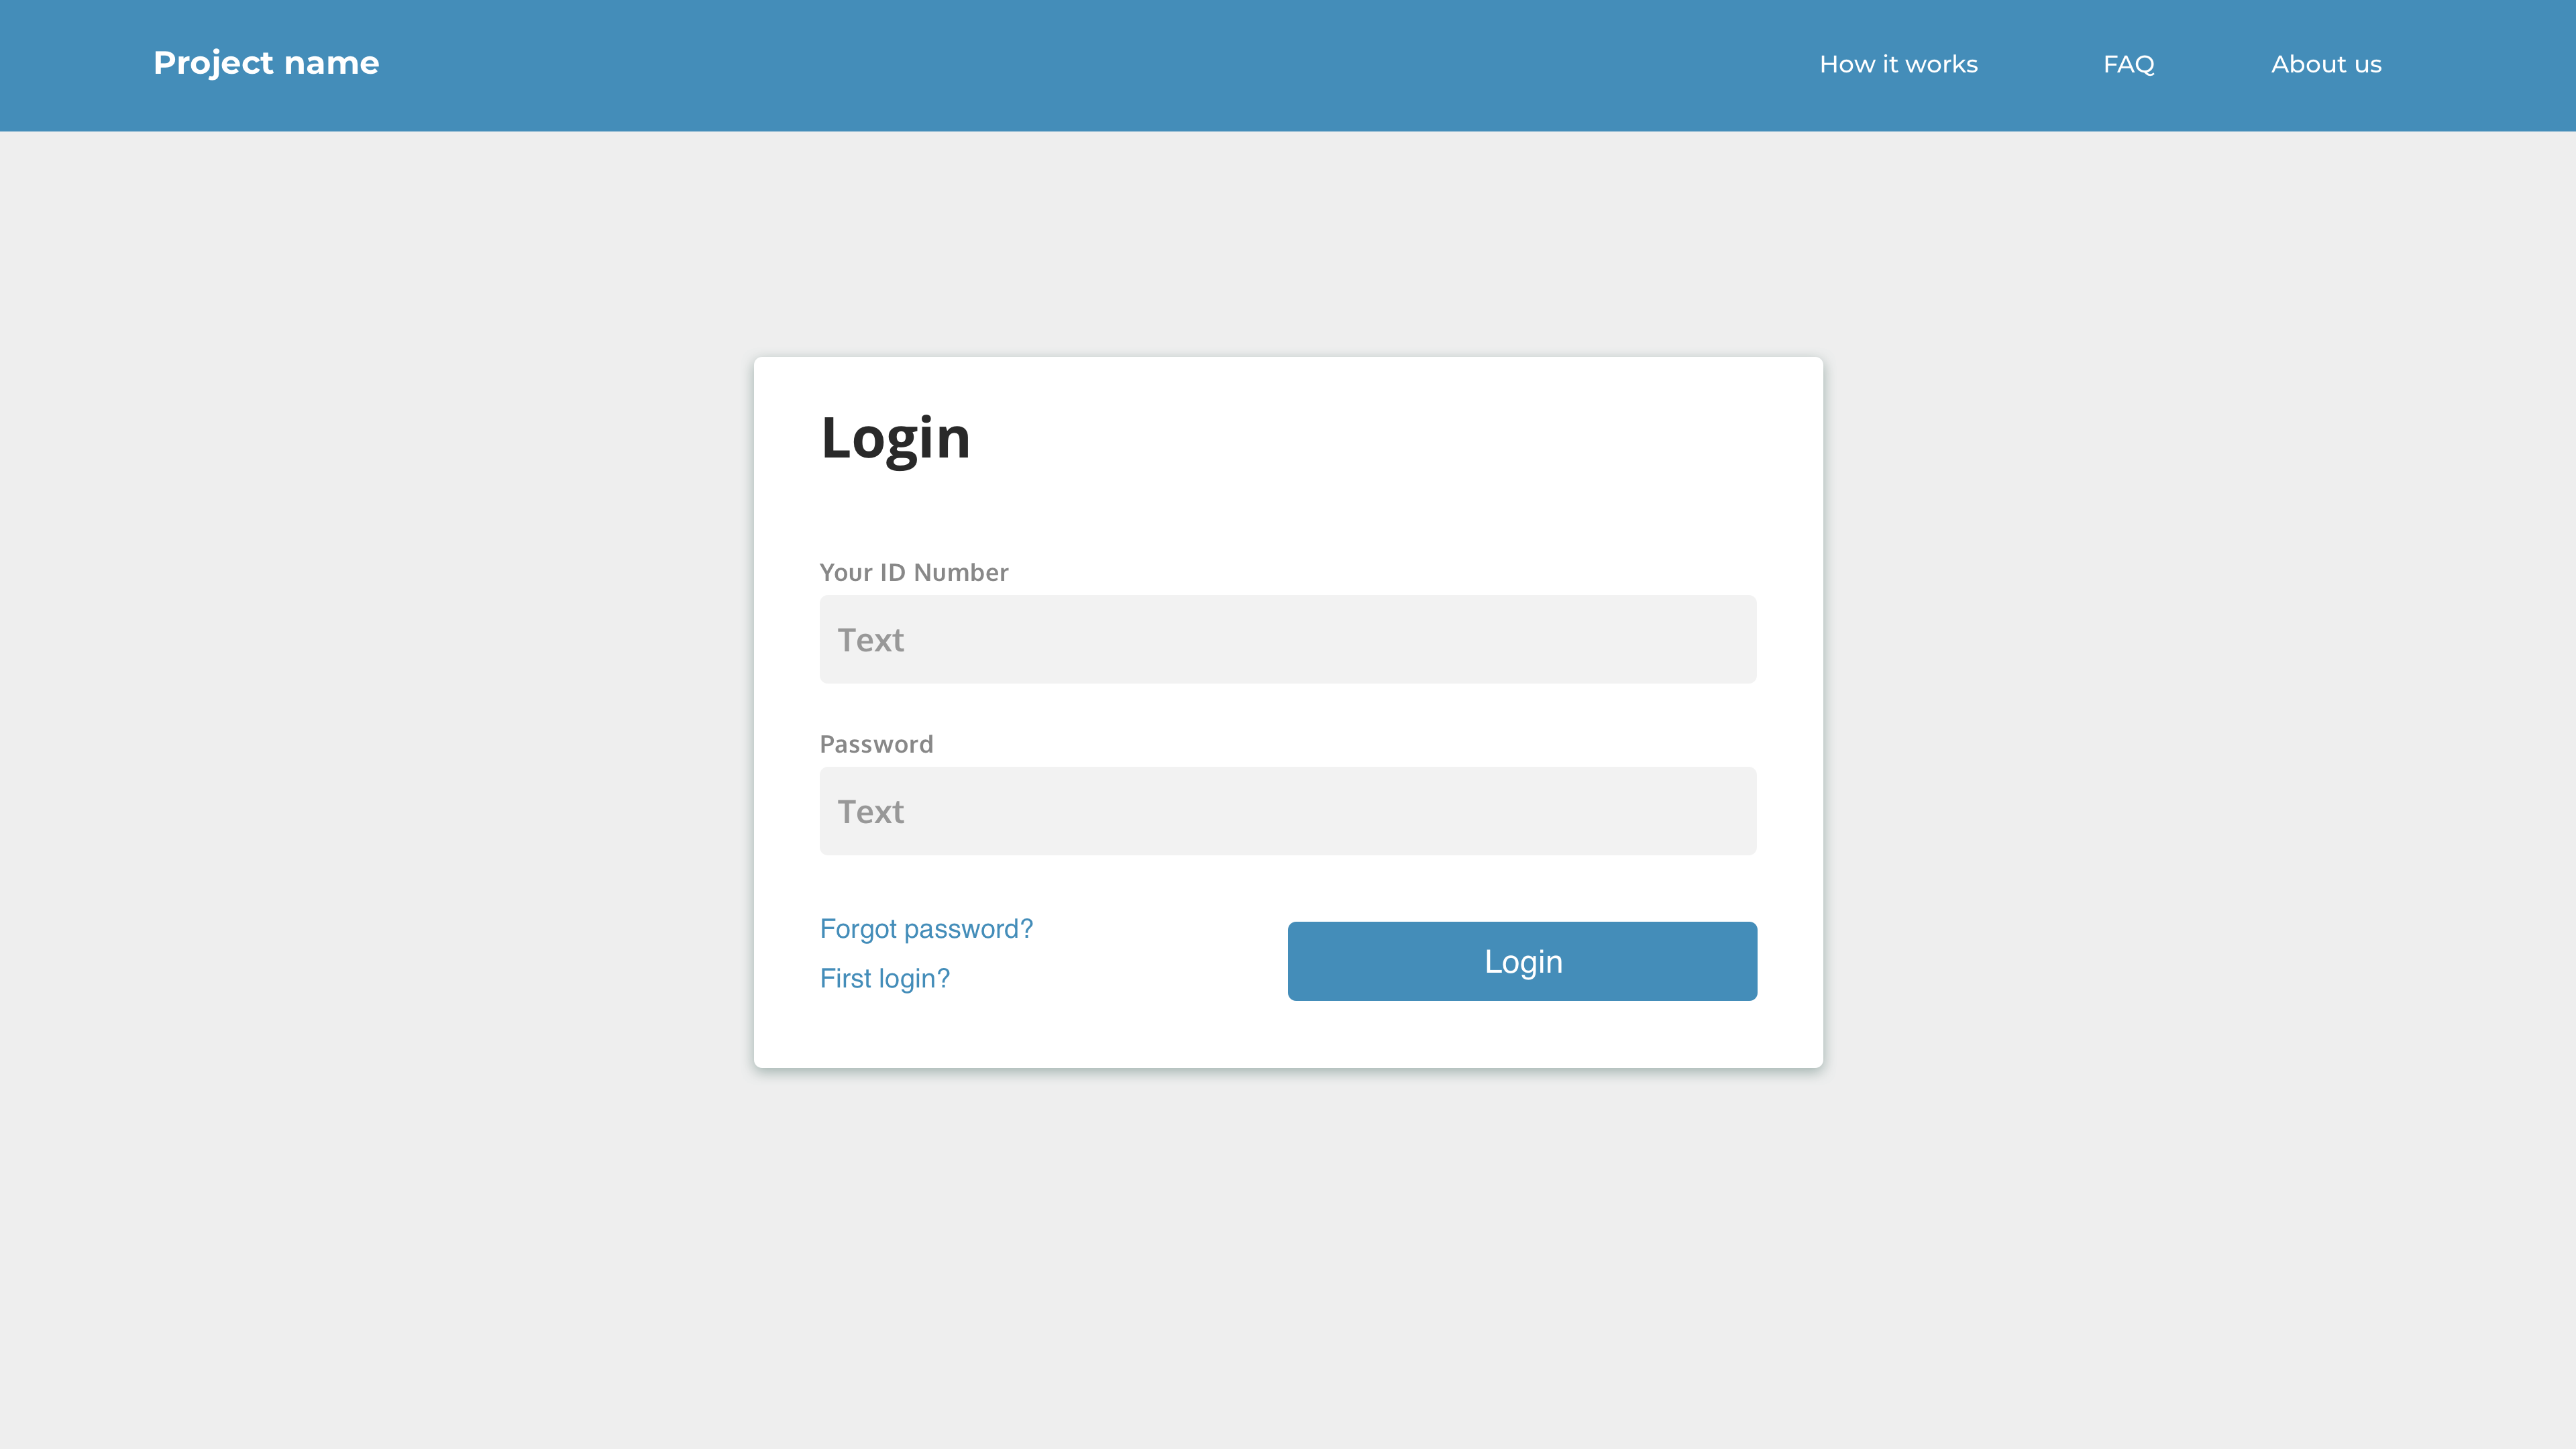 Project name
How it works
FAQ
About us
Login
Your ID Number
Text
Password
Text
Forgot password?
First login?
Login